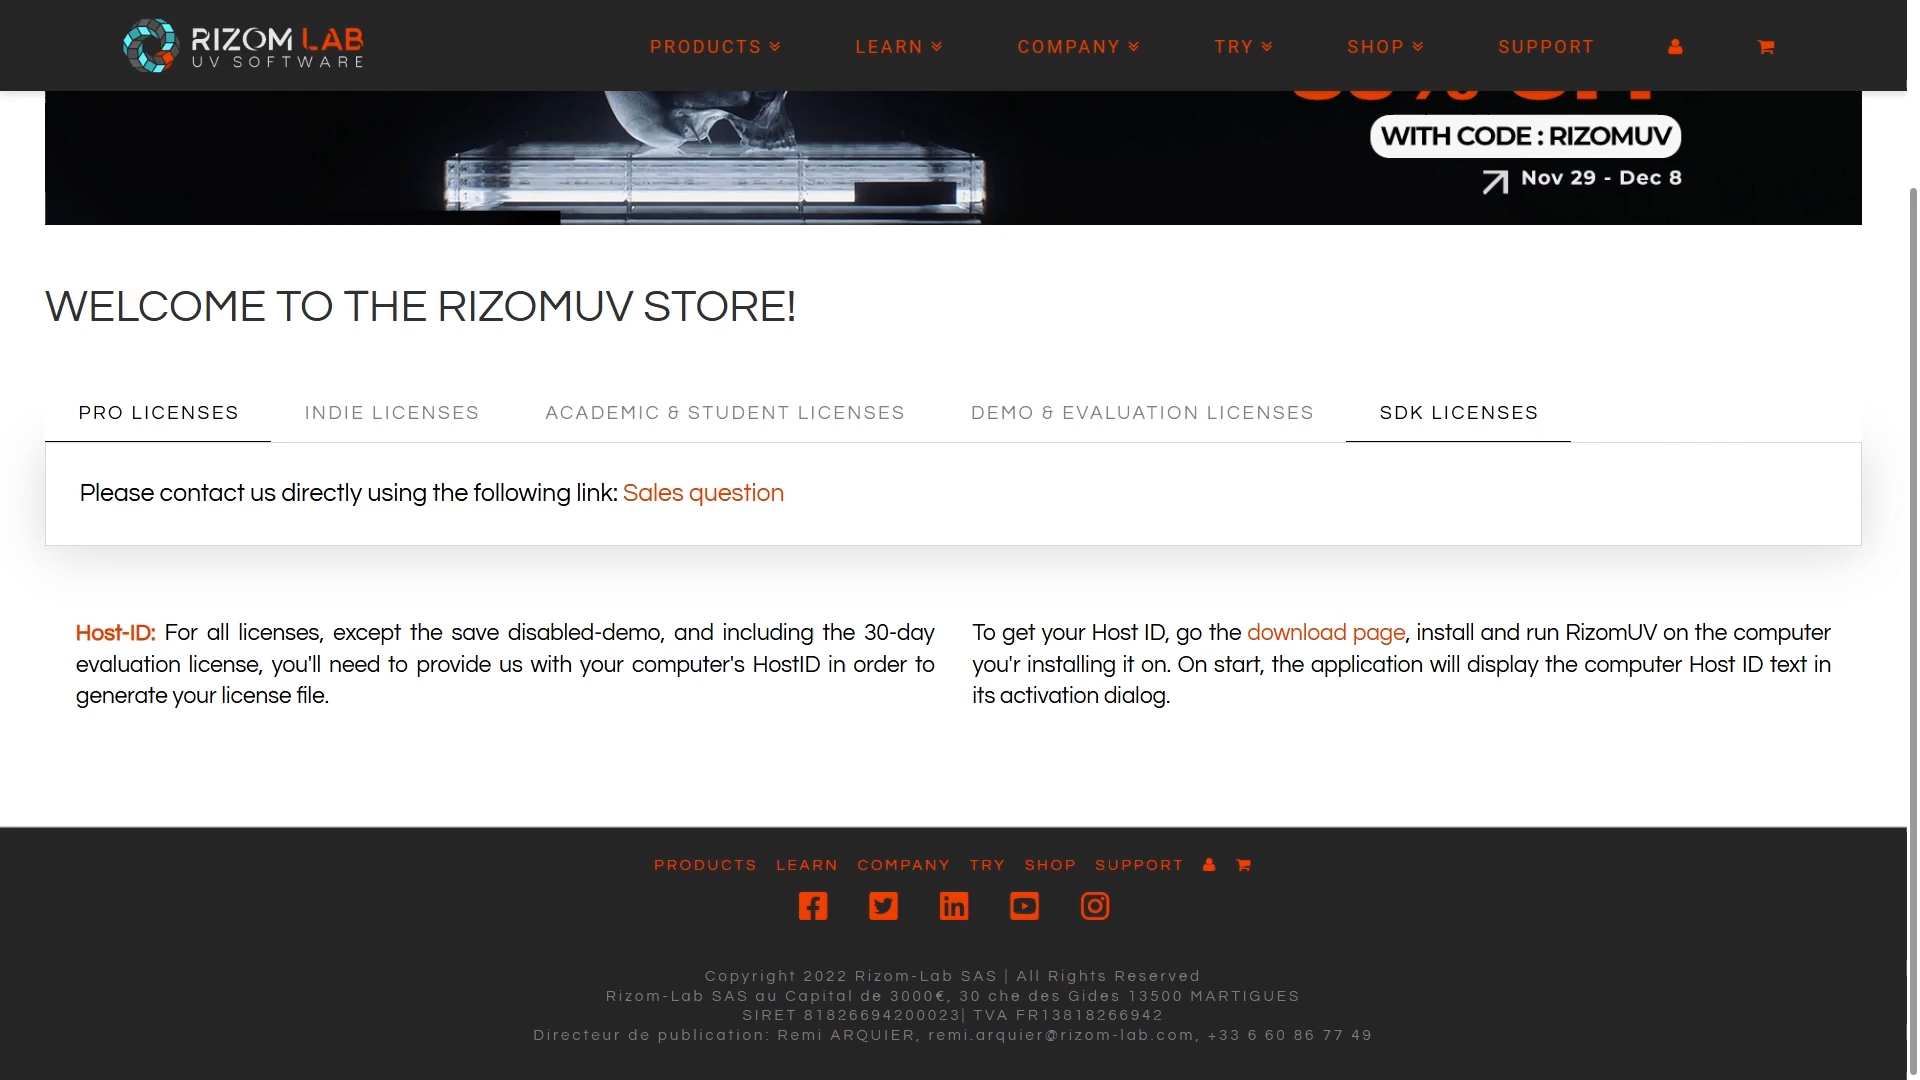 RIZOM LAB
UV SOFTWARE
PRODUCTS LEARN COMPANY TRY SHOP SUPPORT
WITH CODE : RIZOMUV
Nov 29 - Dec 8
WELCOME TO THE RIZOMUV STORE!
PRO LICENSES INDIE LICENSES ACADEMIC & STUDENT LICENSES DEMO & EVALUATION LICENSES SDK LICENSES
Please contact us directly using the following link: Sales question
Host-ID: For all licenses, except the save disabled-demo, and including the 30-day
evaluation license, you'll need to provide us with your computer's HostID in order to
generate your license file.
To get your Host ID, go the download page, install and run RizomUV on the computer
you'r installing it on. On start, the application will display the computer Host ID text in
its activation dialog.
PRODUCTS LEARN COMPANY TRY SHOP SUPPORT
Copyright 2022 Rizom-Lab SAS | All Rights Reserved
Rizom-Lab SAS au Capital de 3000€, 30 che des Gides 13500 MARTIGUES
SIRET 81826694200023| TVA FR13818266942
Directeur de publication: Remi ARQUIER, remi.arquier@rizom-lab.com, +33 6 60 86 77 49